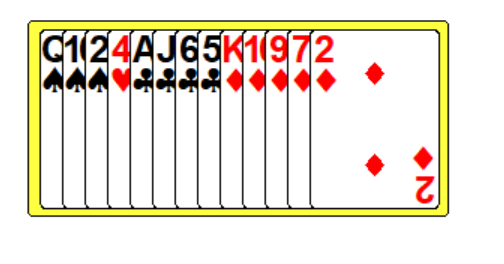 Q 10 2 4 A J 6 5 K 10 9 7 2
♠ ♠ ♠ ♥ ♣ ♣ ♣ ♣ ♦ ♦ ♦ ♦ ♦
2